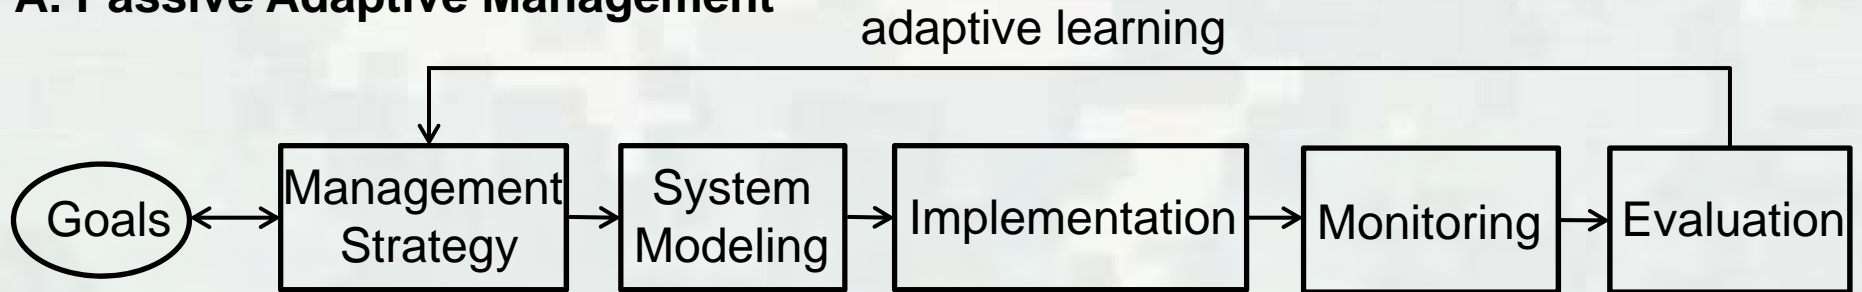 A. Passive Adaptive Management
adaptive learning
Goals
Management
Strategy
System
Modeling
Implementation
Monitoring
Evaluation